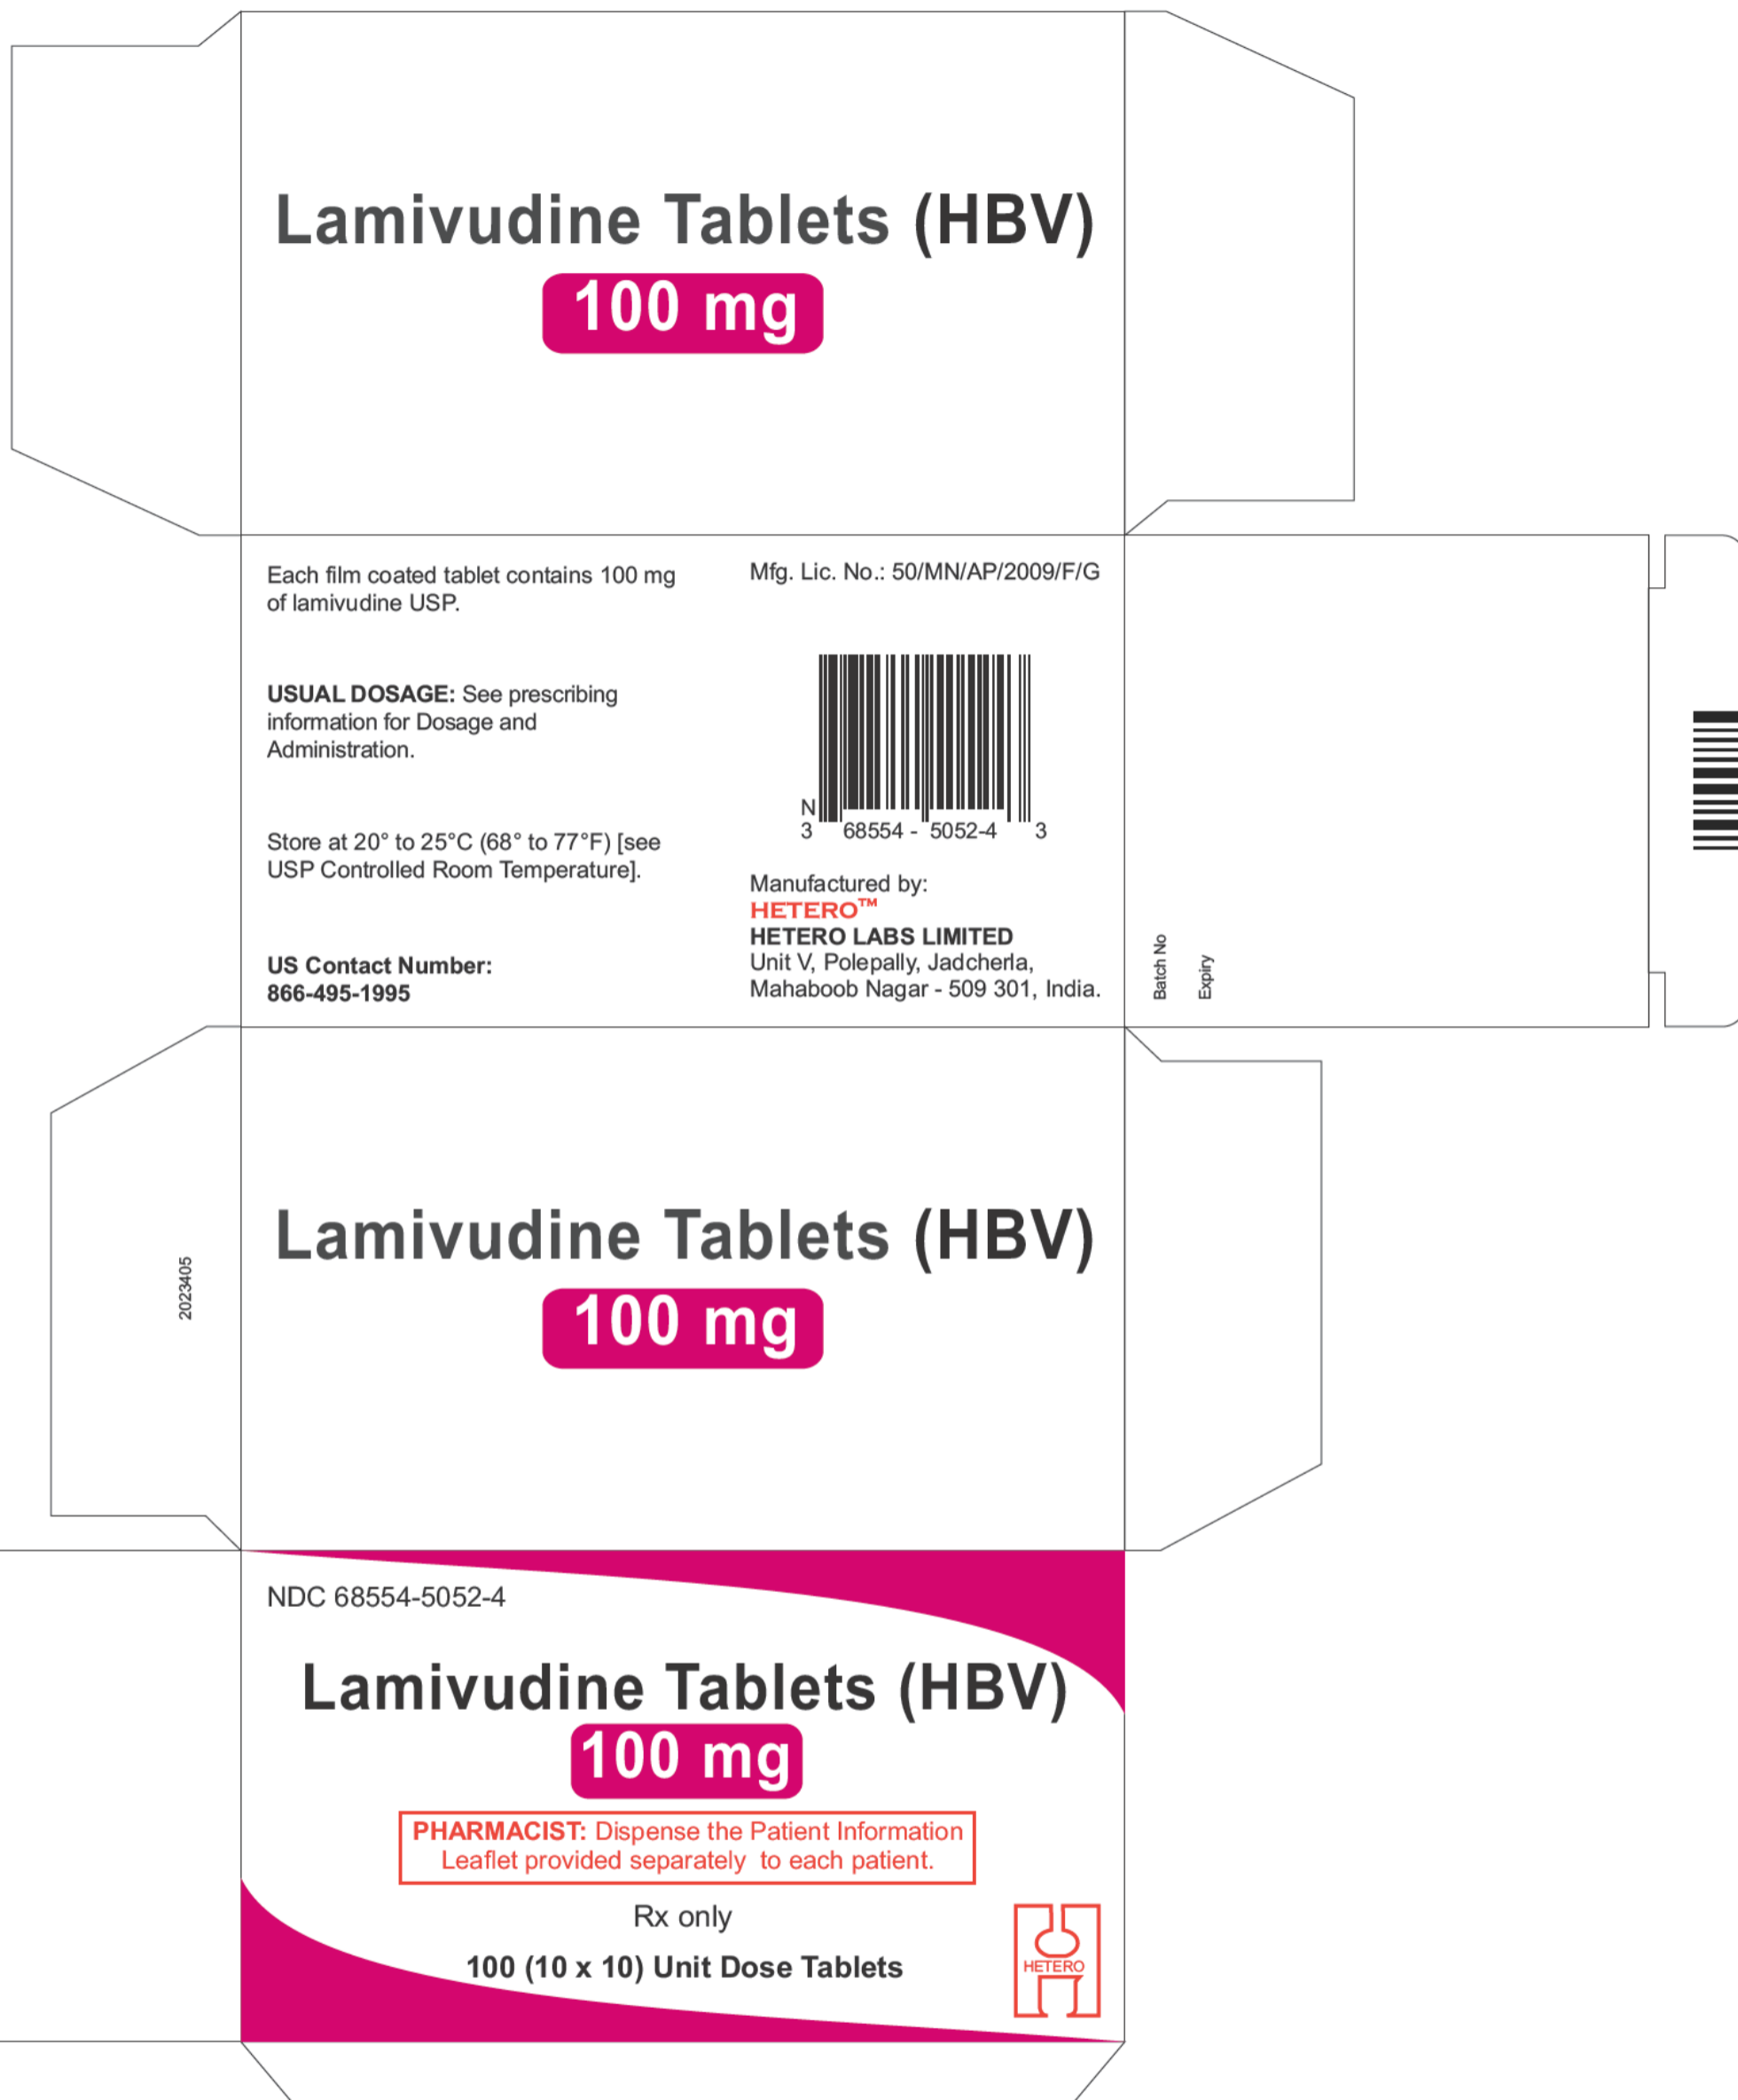 Lamivudine Tablets (HBV)
100 mg
Each film coated tablet contains 100 mg
of lamivudine USP.
USUAL DOSAGE: See prescribing
information for Dosage and
Administration.
Store at 20° to 25°C (68° to 77°F) [see
USP Controlled Room Temperature].
US Contact Number:
866-495-1995
Mfg. Lic. No.: 50/MN/AP/2009/F/G
N
3 68554 - 5052-4 3
Manufactured by:
HETERO™
HETERO LABS LIMITED
Unit V, Polepally, Jadcherla,
Mahaboob Nagar - 509 301, India.
Batch No
Expiry
2023405
Lamivudine Tablets (HBV)
100 mg
NDC 68554-5052-4
Lamivudine Tablets (HBV)
100 mg
PHARMACIST: Dispense the Patient Information
Leaflet provided separately to each patient.
Rx only
100 (10 x 10) Unit Dose Tablets
HETERO